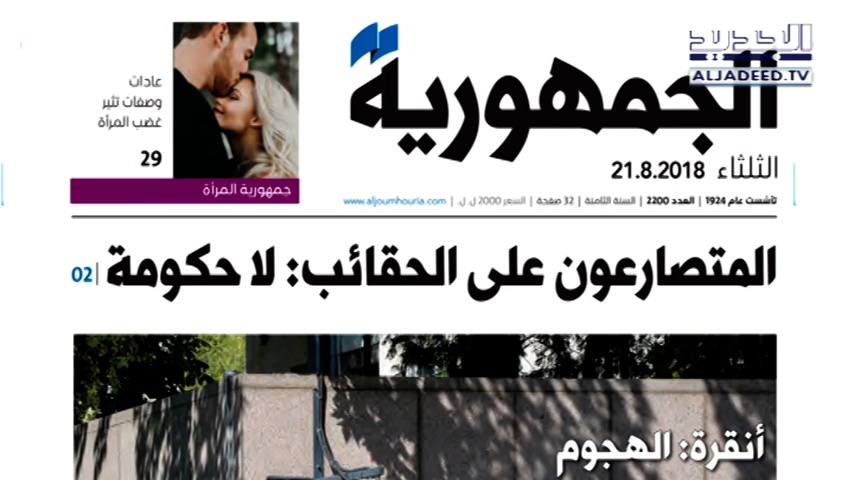 الجديد
ALJADEED.TV
الجمهورية
الثلثاء 21.8.2018
تأسست عام 1924 | العدد 2200 | السنة الثامنة | 32 صفحة | السعر 2000 ل.ل. | www.aljoumhouria.com
عادات
وصفات تثير
غضب المرأة
29
جمهورية المرأة
المتصارعون على الحقائب: لا حكومة |02
أنقرة: الهجوم